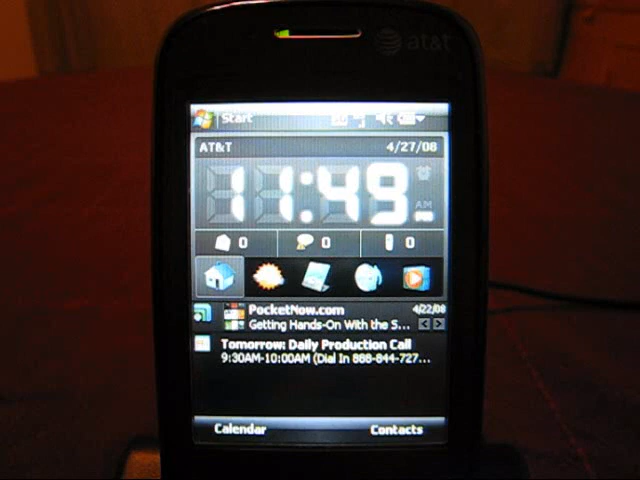 at&t
Start
AT&T 4/27/08
11:49
AM
PM
0 0 0
PocketNow.com 4/22/08
Getting Hands-On With the S...
Tomorrow: Daily Production Call
9:30AM-10:00AM (Dial In 888-844-727...
Calendar Contacts